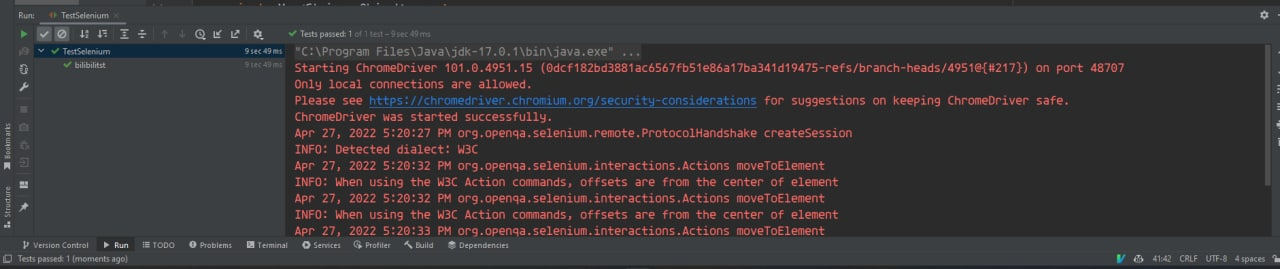 Run: TestSelenium
Tests passed: 1 of 1 test – 9 sec 49 ms
TestSelenium 9 sec 49 ms
bilibilitst 9 sec 49 ms
"C:\Program Files\Java\jdk-17.0.1\bin\java.exe" ...
Starting ChromeDriver 101.0.4951.15 (0dcf182bd3881ac6567fb51e86a17ba341d19475-refs/branch-heads/4951@{#217}) on port 48707
Only local connections are allowed.
Please see https://chromedriver.chromium.org/security-considerations for suggestions on keeping ChromeDriver safe.
ChromeDriver was started successfully.
Apr 27, 2022 5:20:27 PM org.openqa.selenium.remote.ProtocolHandshake createSession
INFO: Detected dialect: W3C
Apr 27, 2022 5:20:32 PM org.openqa.selenium.interactions.Actions moveToElement
INFO: When using the W3C Action commands, offsets are from the center of element
Apr 27, 2022 5:20:32 PM org.openqa.selenium.interactions.Actions moveToElement
INFO: When using the W3C Action commands, offsets are from the center of element
Apr 27, 2022 5:20:33 PM org.openqa.selenium.interactions.Actions moveToElement
Bookmarks
Structure
Version Control Run TODO Problems Terminal Services Profiler Build Dependencies
Tests passed: 1 (moments ago) 41:42 CRLF UTF-8 4 spaces